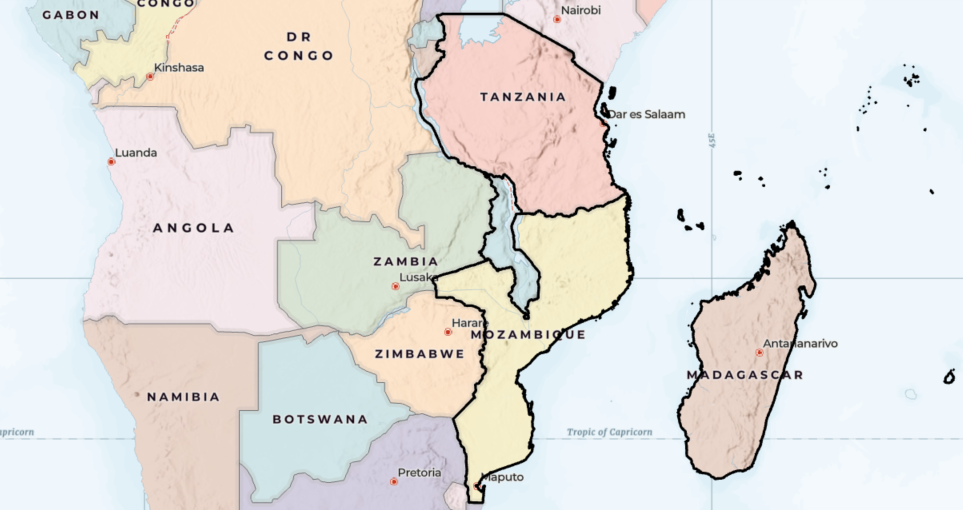 CONGO
GABON
Nairobi
DR
CONGO
Kinshasa
TANZANIA
Dar es Salaam
Luanda
ANGOLA
ZAMBIA
Lusaka
Harare
MOZAMBIQUE
Antananarivo
ZIMBABWE
MADAGASCAR
NAMIBIA
BOTSWANA
apricorn
Tropic of Capricorn
Pretoria
Maputo